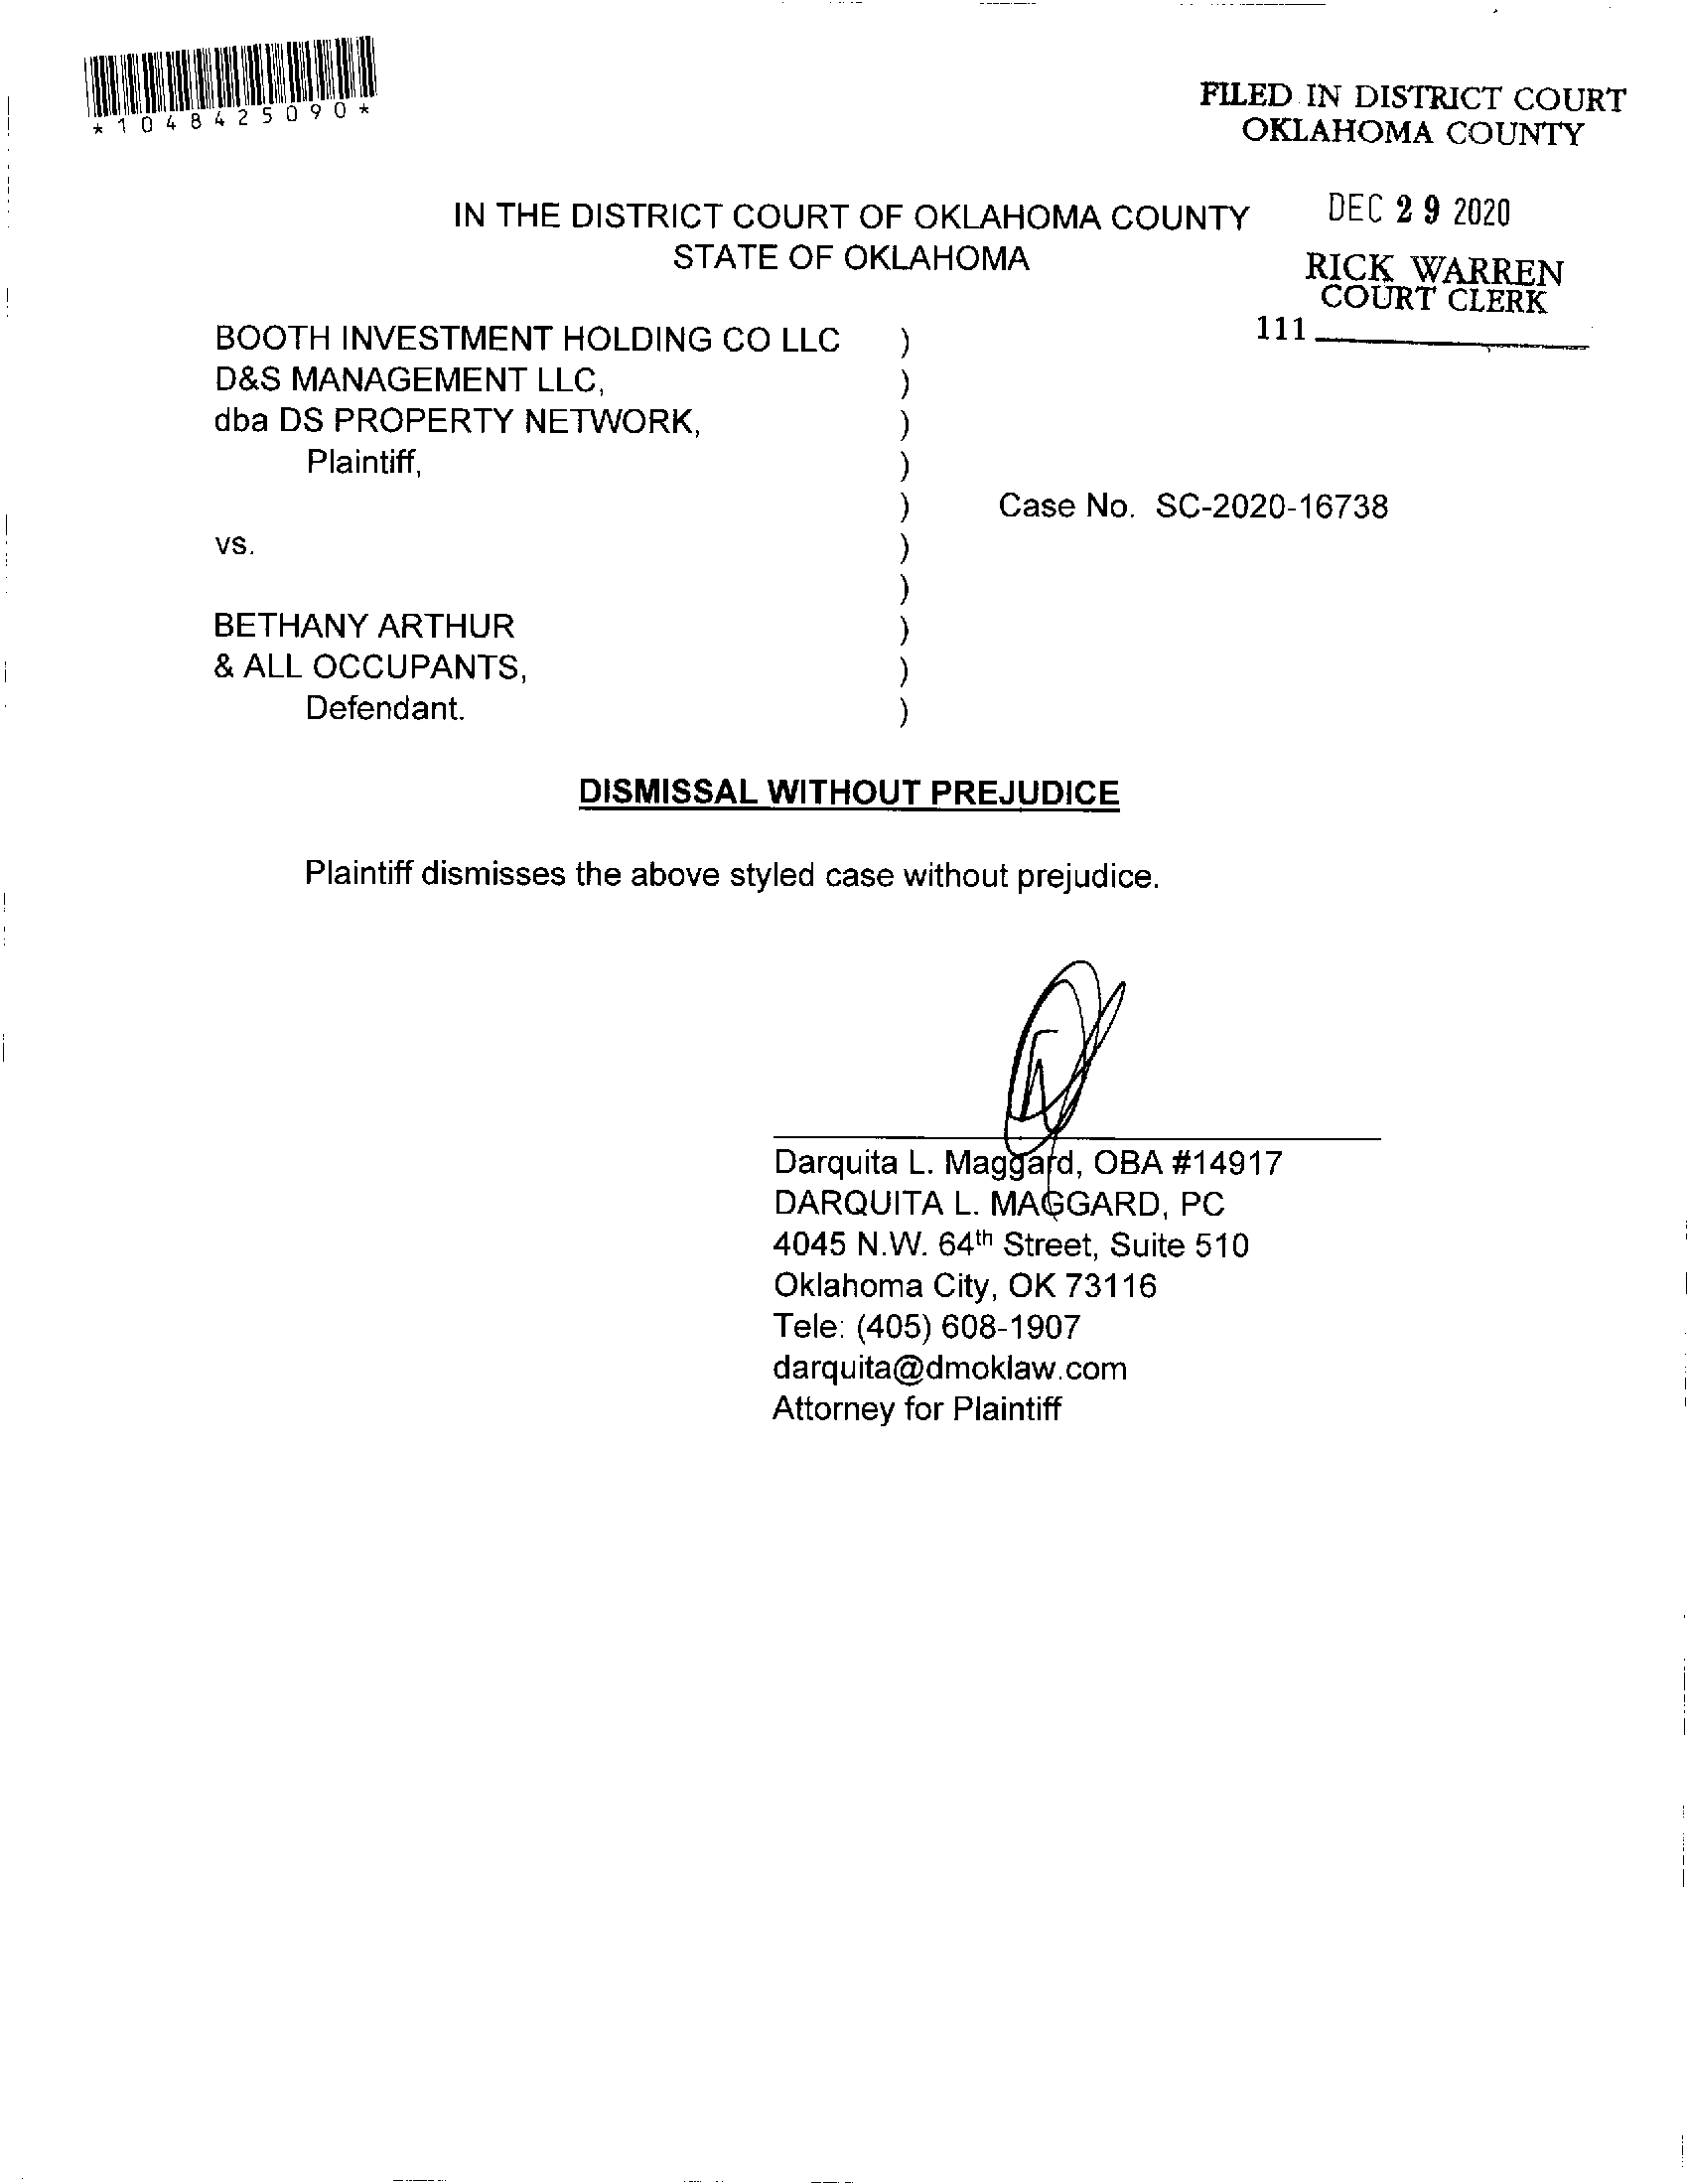 *1048425090*
FILED IN DISTRICT COURT
OKLAHOMA COUNTY
DEC 29 2020
RICK WARREN
COURT CLERK
111
IN THE DISTRICT COURT OF OKLAHOMA COUNTY
STATE OF OKLAHOMA
BOOTH INVESTMENT HOLDING CO LLC )
D&S MANAGEMENT LLC, )
dba DS PROPERTY NETWORK, )
Plaintiff, )
) Case No. SC-2020-16738
vs. )
)
BETHANY ARTHUR )
& ALL OCCUPANTS, )
Defendant. )
DISMISSAL WITHOUT PREJUDICE
Plaintiff dismisses the above styled case without prejudice.
Darquita L. Maggard, OBA #14917
DARQUITA L. MAGGARD, PC
4045 N.W. 64th Street, Suite 510
Oklahoma City, OK 73116
Tele: (405) 608-1907
darquita@dmoklaw.com
Attorney for Plaintiff